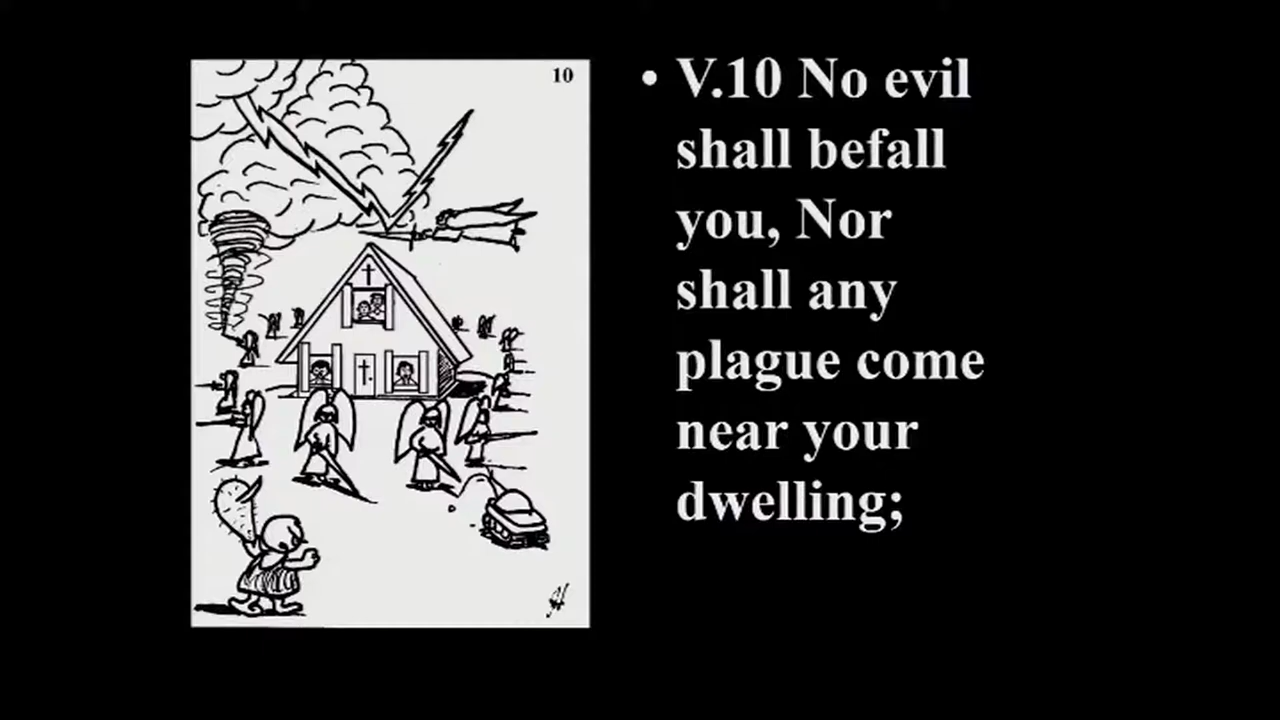 10
• V.10 No evil
shall befall
you, Nor
shall any
plague come
near your
dwelling;